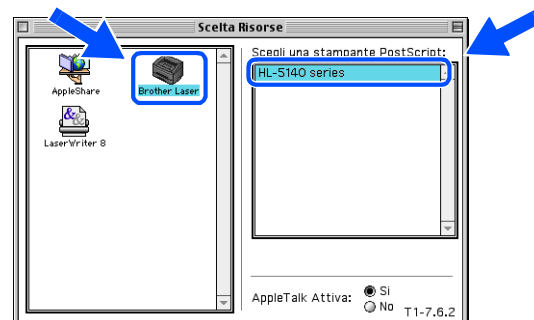 Scelta Risorse
AppleShare
Brother Laser
LaserWriter 8
Scegli una stampante PostScript:
HL-5140 series
AppleTalk Attiva:
Si
No
T1-7.6.2